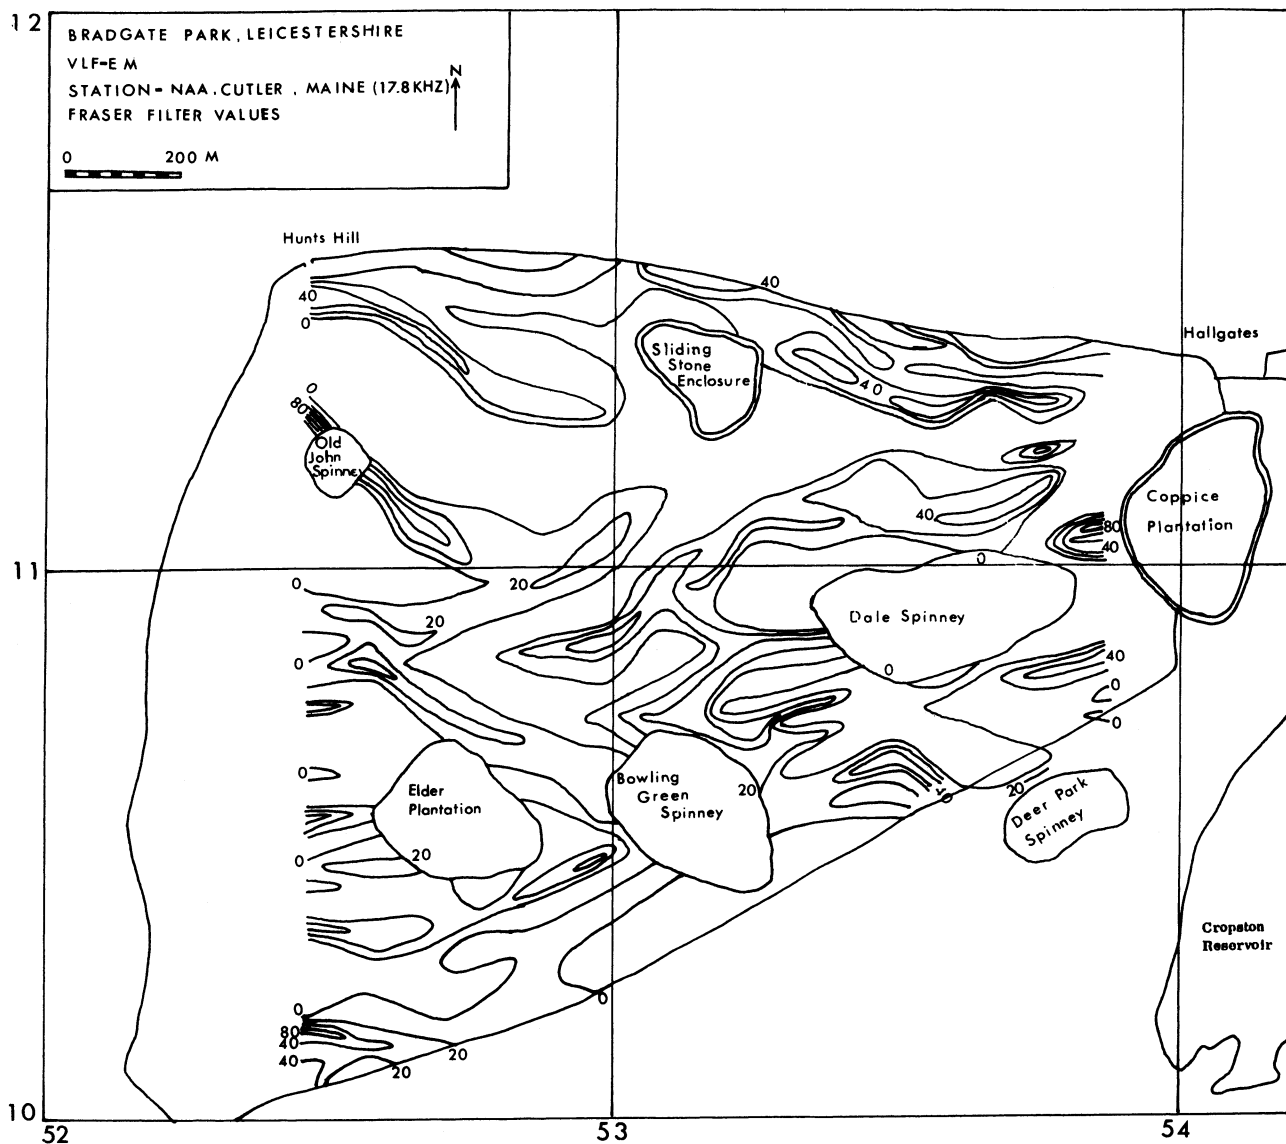 12
BRADGATE PARK, LEICESTERSHIRE
VLF-EM
STATION- NAA. CUTLER, MAINE (17.8KHZ)
FRASER FILTER VALUES
N
0 200 M
Hunts Hill
40
40
0
Hallgates
Sliding
Stone
Enclosure
40
0
80
Old
John
Spinney
Coppice
Plantation
40
80
40
11
0
0
20
20
Dale Spinney
0
40
0
0
0
0
Bowling
Green
Spinney
20
40
20
Elder
Plantation
Deer Park
Spinney
0
20
Cropston
Reservoir
0
0
80
40
40
20
20
10
52
53
54